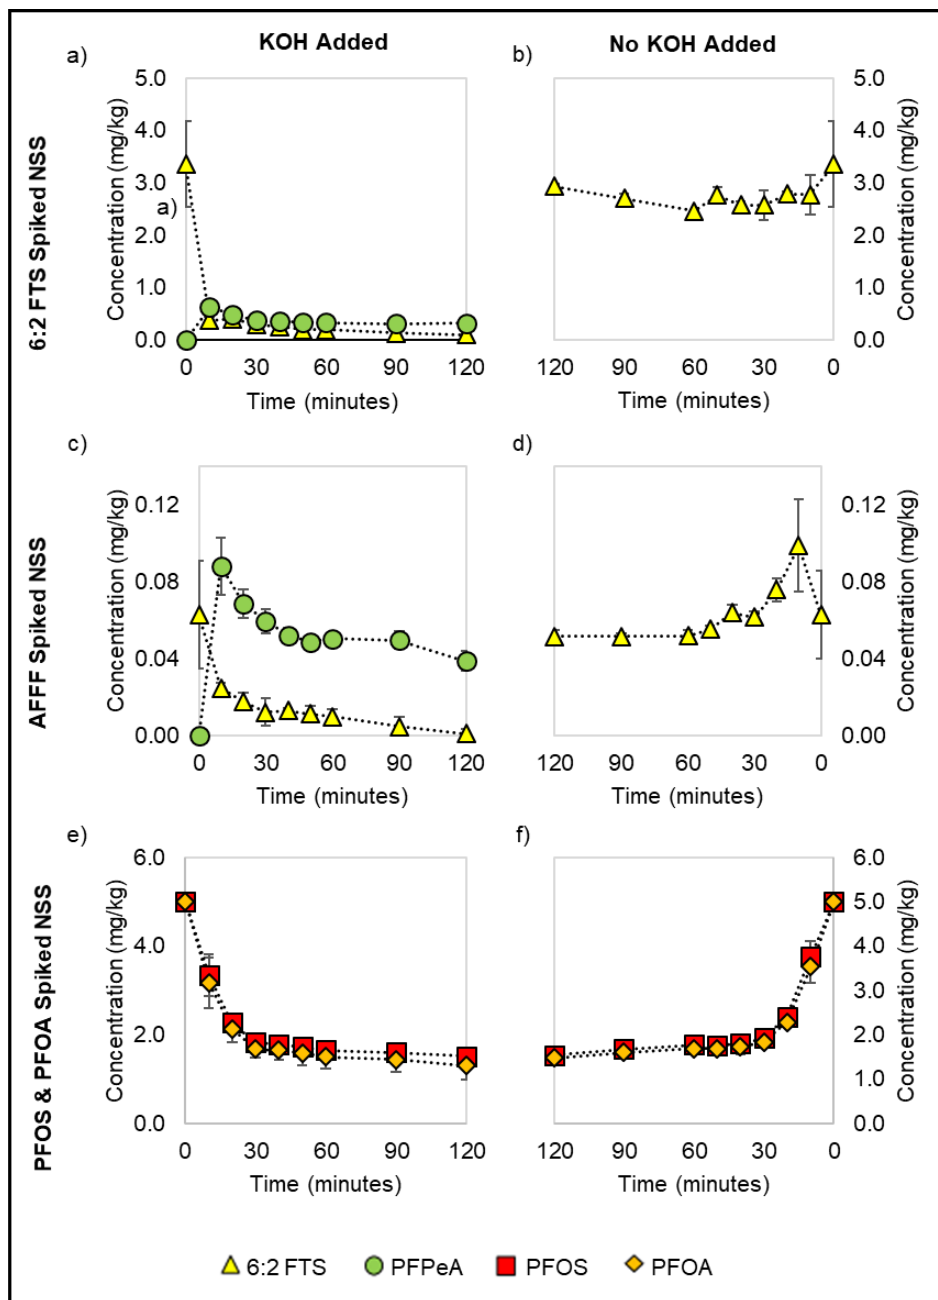 KOH Added
No KOH Added
6:2 FTS Spiked NSS
a)
Concentration (mg/kg)
5.0
4.0
3.0
2.0
1.0
0.0
a)
0 30 60 90 120
Time (minutes)
b)
5.0
4.0
3.0
2.0
1.0
0.0
Concentration (mg/kg)
120 90 60 30 0
Time (minutes)
AFFF Spiked NSS
c)
Concentration (mg/kg)
0.12
0.08
0.04
0.00
0 30 60 90 120
Time (minutes)
d)
0.12
0.08
0.04
0.00
Concentration (mg/kg)
120 90 60 30 0
Time (minutes)
PFOS & PFOA Spiked NSS
e)
Concentration (mg/kg)
6.0
4.0
2.0
0.0
0 30 60 90 120
Time (minutes)
f)
6.0
5.0
4.0
3.0
2.0
1.0
0.0
Concentration (mg/kg)
120 90 60 30 0
Time (minutes)
6:2 FTS PFPeA PFOS PFOA